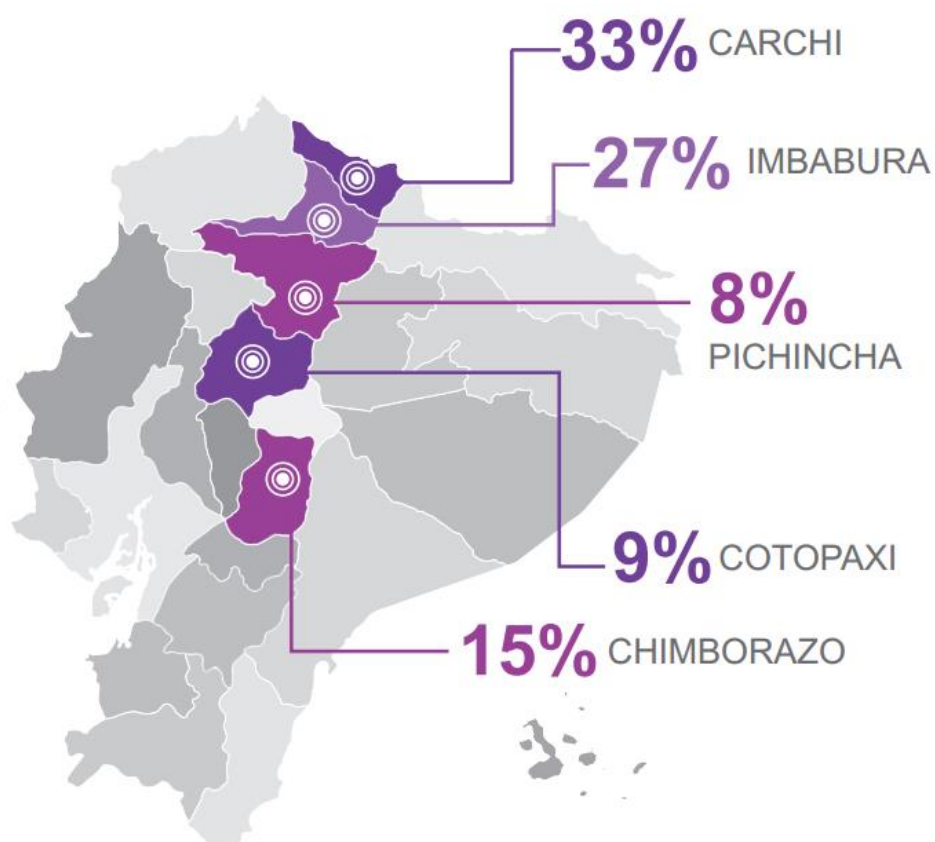 33% CARCHI
27% IMBABURA
8%
PICHINCHA
9% COTOPAXI
15% CHIMBORAZO